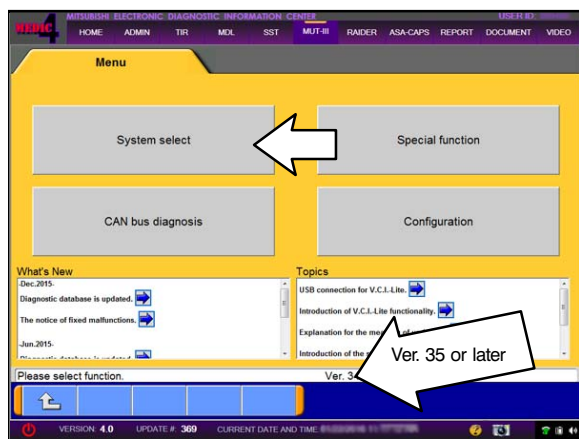 MITSUBISHI ELECTRONIC DIAGNOSTIC INFORMATION CENTER USER ID:
MEDIC 4 HOME ADMIN TIR MDL SST MUT-III RAIDER ASA-CAPS REPORT DOCUMENT VIDEO
Menu
System select
Special function
CAN bus diagnosis
Configuration
What's New
-Dec.2015-
Diagnostic database is updated.
The notice of fixed malfunctions.
-Jun.2015-
Diagnostic database is updated.
Topics
USB connection for V.C.I.-Lite.
Introduction of V.C.I.-Lite functionality.
Explanation for the
Introduction of the
Ver. 35 or later
Please select function.
Ver. 3
VERSION 4.0 UPDATE #: 369 CURRENT DATE AND TIME: